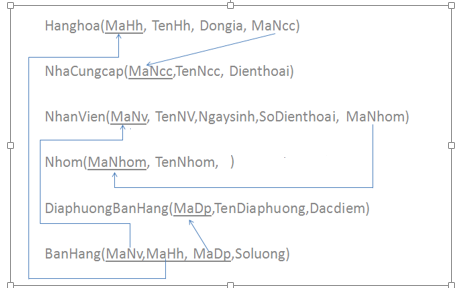 Hanghoa(MaHh, TenHh, Dongia, MaNcc)
NhaCungcap(MaNcc,TenNcc, Dienthoai)
NhanVien(MaNv, TenNV,Ngaysinh,SoDienthoai, MaNhom)
Nhom(MaNhom, TenNhom, )
DiaphuongBanHang(MaDp,TenDiaphuong,Dacdiem)
BanHang(MaNv,MaHh, MaDp,Soluong)